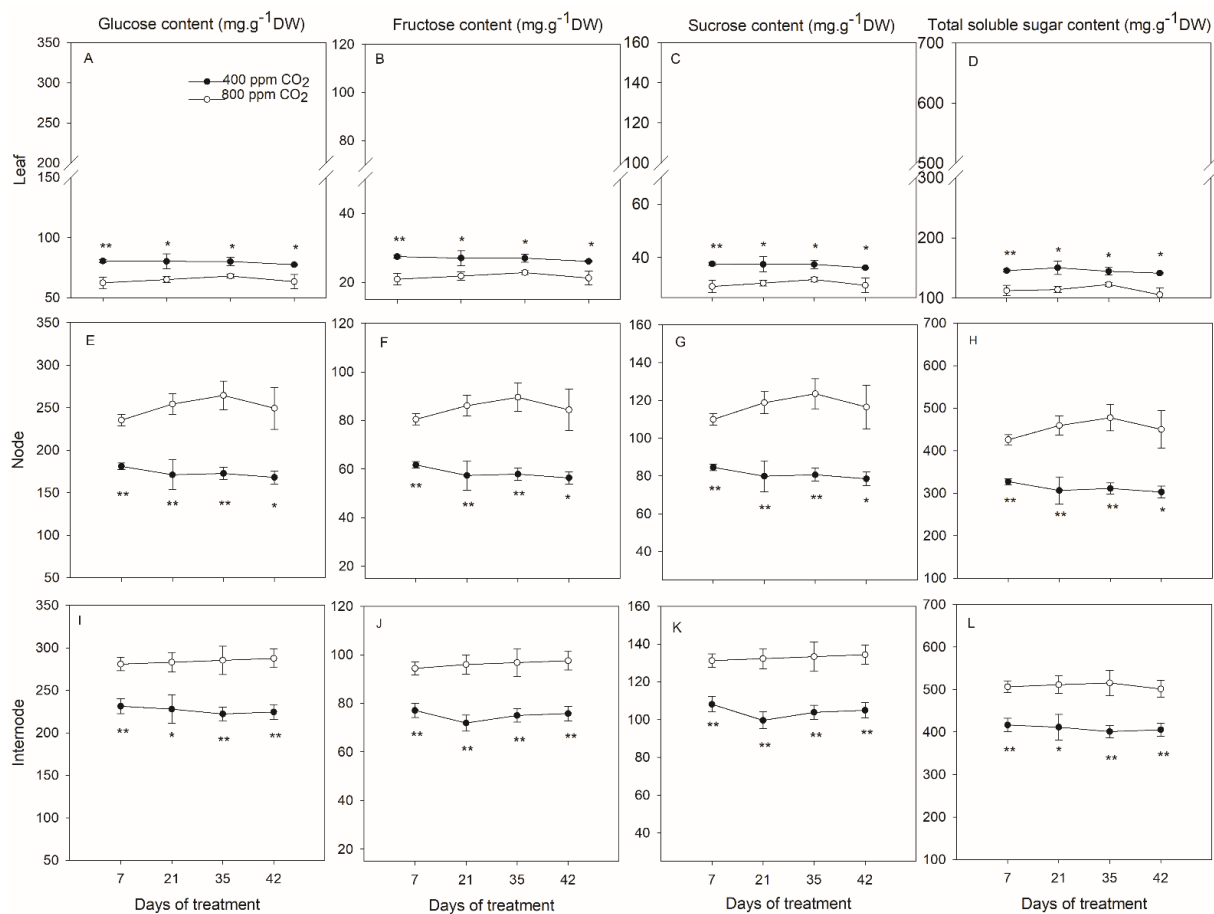 Glucose content (mg.g-1DW)
Fructose content (mg.g-1DW)
Sucrose content (mg.g-1DW)
Total soluble sugar content (mg.g-1DW)
Leaf
350
300
250
200
150
100
50
A
400 ppm CO2
800 ppm CO2
** * * *
120
100
80
40
20
B
** * * *
160
140
120
100
60
40
C
** * * *
700
600
500
300
200
100
D
** * * *
Node
350
300
250
200
150
100
50
E
** ** ** *
120
100
80
60
40
20
F
** ** ** *
160
140
120
100
80
60
40
G
** ** ** *
700
600
500
400
300
200
100
H
** ** ** *
Internode
350
300
250
200
150
100
50
I
** * ** **
120
100
80
60
40
20
J
** ** ** **
160
140
120
100
80
60
40
K
** ** ** **
700
600
500
400
300
200
100
L
** * ** **
7 21 35 42
7 21 35 42
7 21 35 42
7 21 35 42
Days of treatment
Days of treatment
Days of treatment
Days of treatment